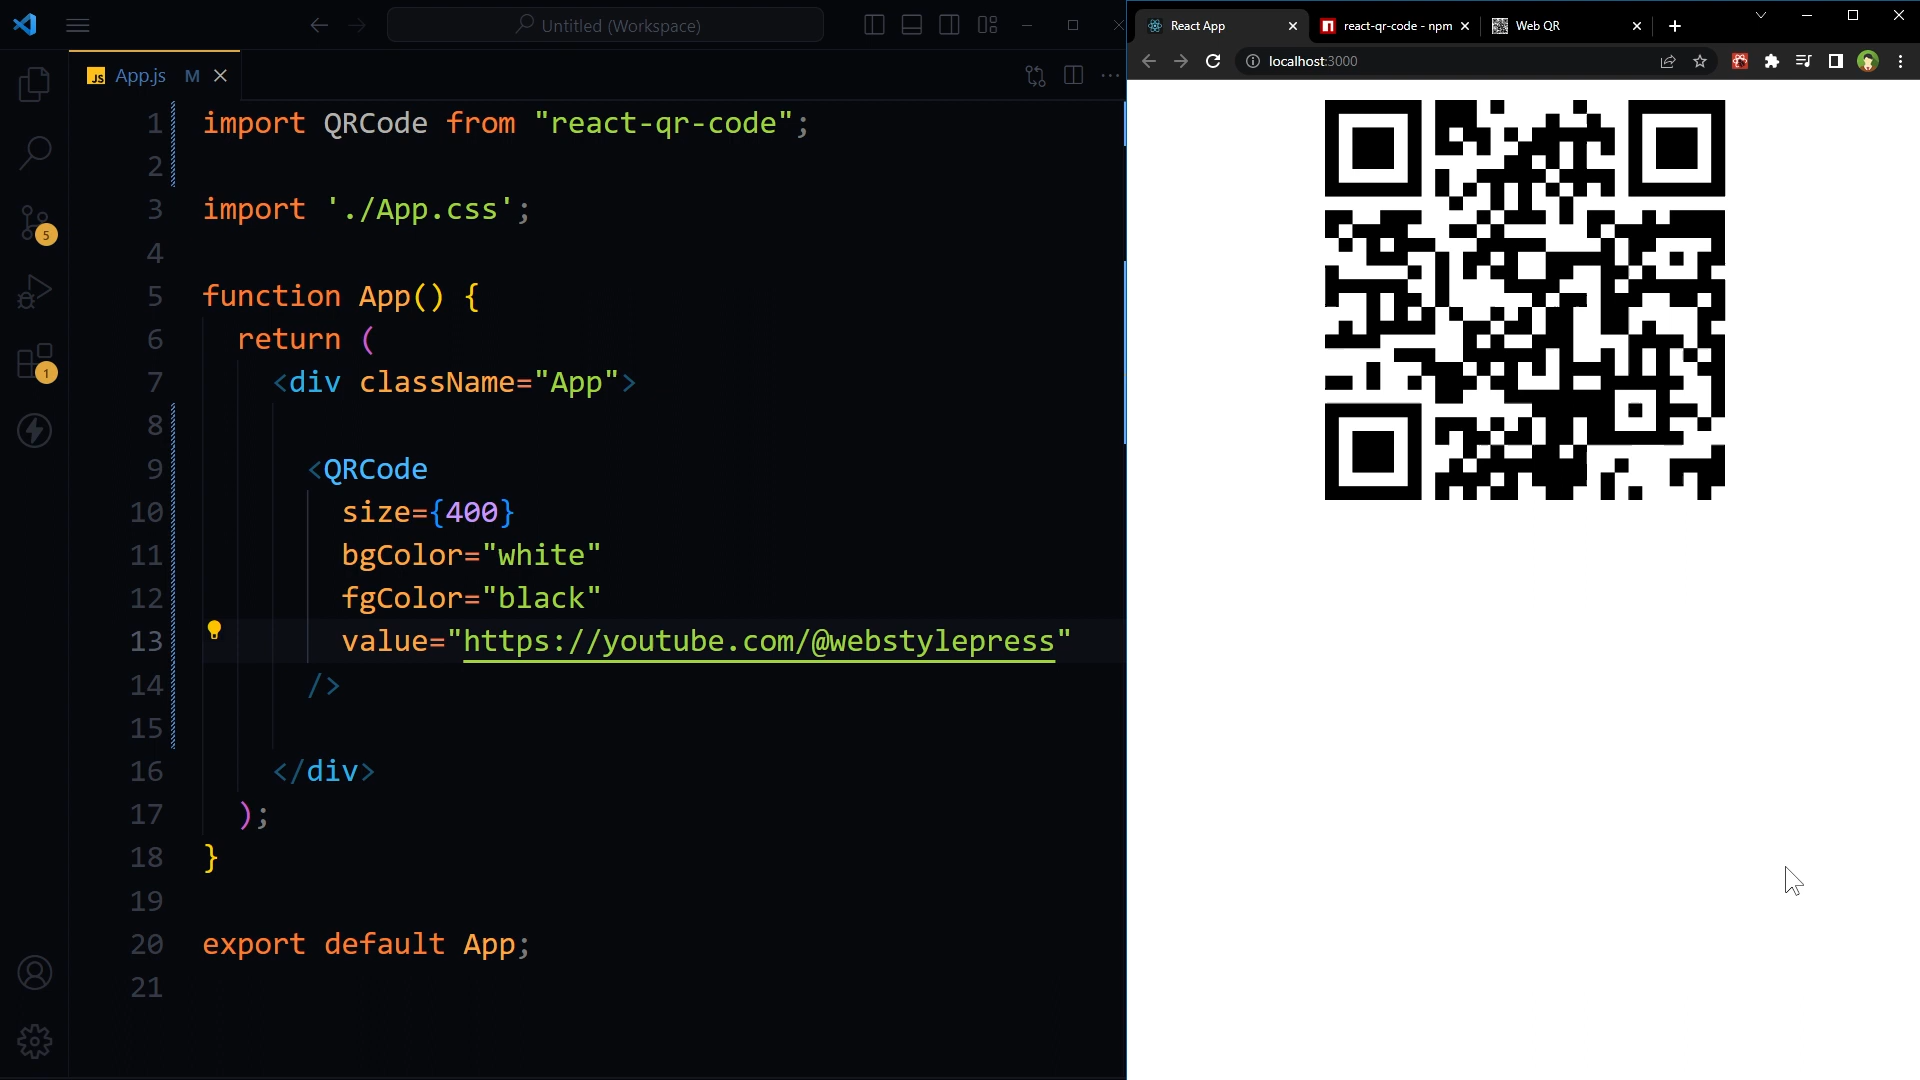 Untitled (Workspace)
JS App.js M
1 import QRCode from "react-qr-code";
2
3 import './App.css';
4
5 function App() {
6 return (
7 <div className="App">
8
9 <QRCode
10 size={400}
11 bgColor="white"
12 fgColor="black"
13 value="https://youtube.com/@webstylepress"
14 />
15
16 </div>
17 );
18 }
19
20 export default App;
21
5
1
React App
react-qr-code - npm
Web QR
localhost:3000